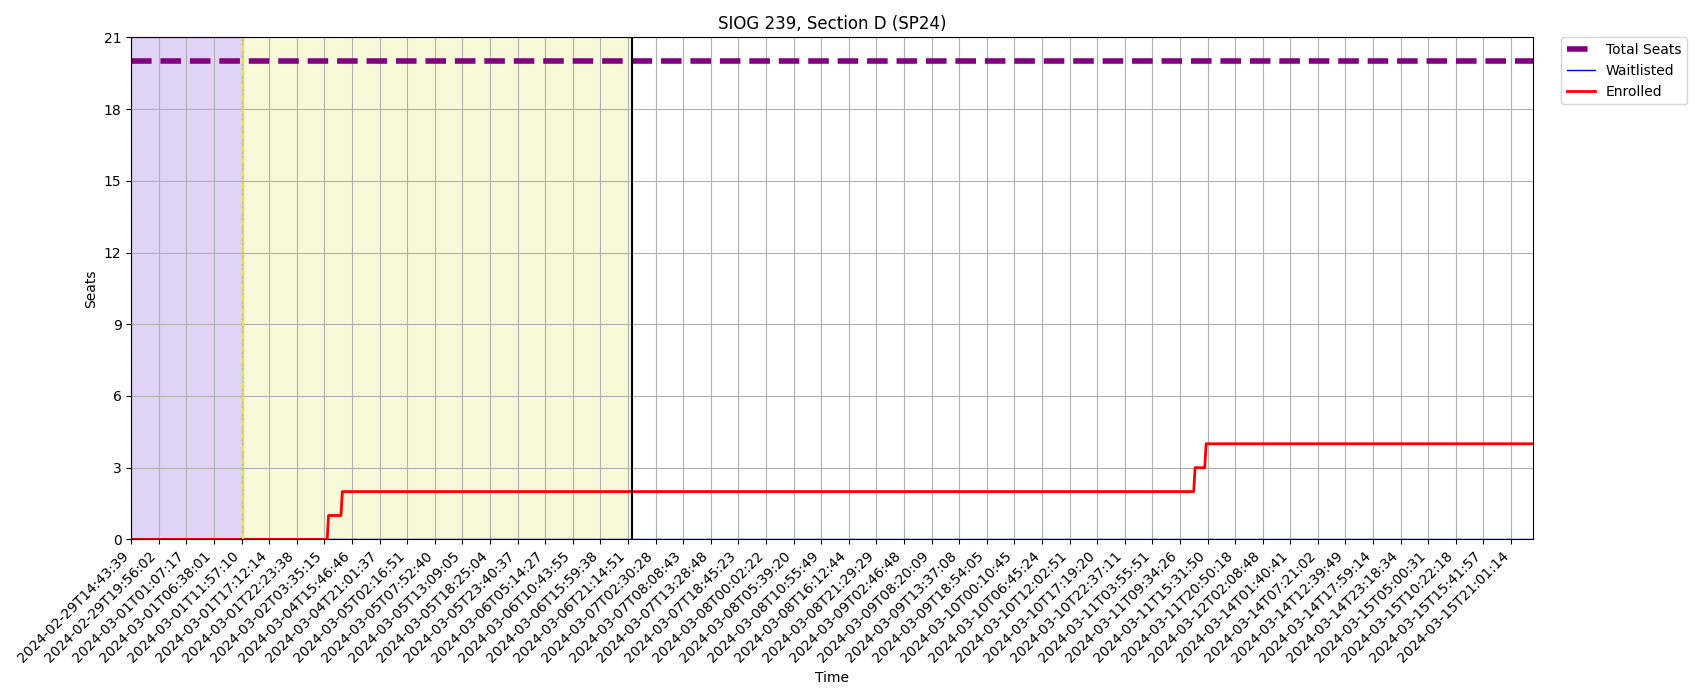 SIOG 239, Section D (SP24)
Total Seats
Waitlisted
Enrolled
21
18
15
12
9
6
3
0
Seats
2024-02-29T14:43:39
2024-02-29T19:56:02
2024-03-01T01:07:17
2024-03-01T06:38:01
2024-03-01T11:57:10
2024-03-01T17:12:14
2024-03-01T22:23:38
2024-03-02T03:35:15
2024-03-04T15:46:46
2024-03-04T21:01:37
2024-03-05T02:16:51
2024-03-05T07:52:40
2024-03-05T13:09:05
2024-03-05T18:25:04
2024-03-05T23:40:37
2024-03-06T05:14:27
2024-03-06T10:43:55
2024-03-06T15:59:38
2024-03-06T21:14:51
2024-03-07T02:30:28
2024-03-07T08:08:43
2024-03-07T13:28:48
2024-03-07T18:45:23
2024-03-08T00:02:22
2024-03-08T05:39:20
2024-03-08T10:55:49
2024-03-08T16:12:44
2024-03-08T21:29:29
2024-03-09T02:46:48
2024-03-09T08:20:09
2024-03-09T13:37:08
2024-03-09T18:54:05
2024-03-10T00:10:45
2024-03-10T06:45:24
2024-03-10T12:02:51
2024-03-10T17:19:20
2024-03-10T22:37:11
2024-03-11T03:55:51
2024-03-11T09:34:26
2024-03-11T15:31:50
2024-03-11T20:50:18
2024-03-12T02:08:48
2024-03-14T01:40:41
2024-03-14T07:21:02
2024-03-14T12:39:49
2024-03-14T17:59:14
2024-03-14T23:18:34
2024-03-15T05:00:31
2024-03-15T10:22:18
2024-03-15T15:41:57
2024-03-15T21:01:14
Time